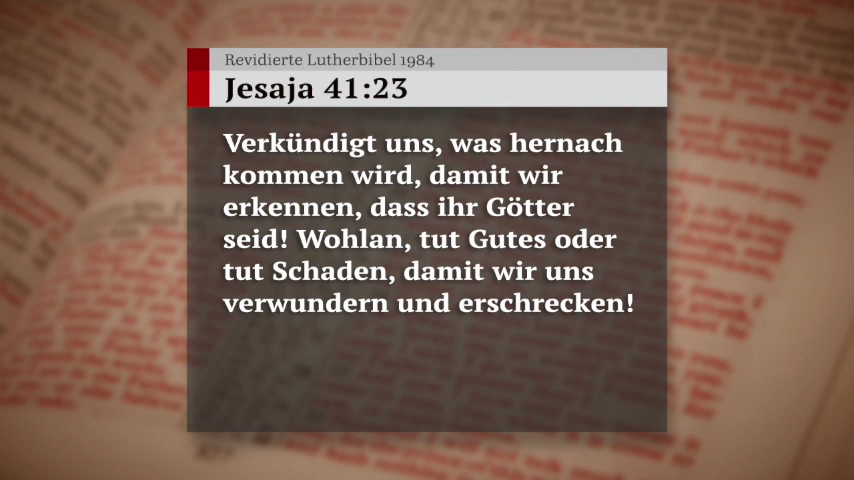 Revidierte Lutherbibel 1984
Jesaja 41:23
Verkündigt uns, was hernach
kommen wird, damit wir
erkennen, dass ihr Götter
seid! Wohlan, tut Gutes oder
tut Schaden, damit wir uns
verwundern und erschrecken!